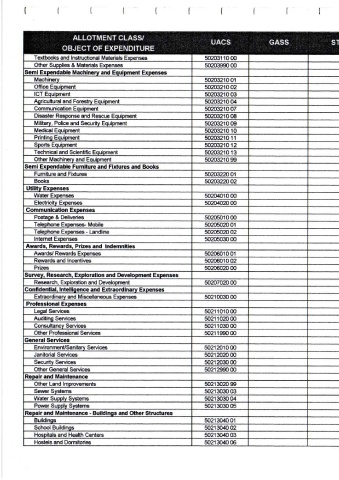 ALLOTMENT CLASS/
OBJECT OF EXPENDITURE UACS GASS ST
Textbooks and Instructional Materials Expenses 50203110 00
Other Supplies & Materials Expenses 50203990 00
Semi Expendable Machinery and Equipment Expenses
Machinery 50203210 01
Office Equipment 50203210 02
ICT Equipment 50203210 03
Agricultural and Forestry Equipment 50203210 04
Communication Equipment 50203210 07
Disaster Response and Rescue Equipment 50203210 08
Military, Police and Security Equipment 50203210 09
Medical Equipment 50203210 10
Printing Equipment 50203210 11
Sports Equipment 50203210 12
Technical and Scientific Equipment 50203210 13
Other Machinery and Equipment 50203210 99
Semi Expendable Furniture and Fixtures and Books
Furniture and Fixtures 50203220 01
Books 50203220 02
Utility Expenses
Water Expenses 50204010 00
Electricity Expenses 50204020 00
Communication Expenses
Postage & Deliveries 50205010 00
Telephone Expenses- Mobile 50205020 01
Telephone Expenses - Landline 50205020 02
Internet Expenses 50205030 00
Awards, Rewards, Prizes and Indemnities
Awards/ Rewards Expenses 50206010 01
Rewards and Incentives 50206010 02
Prizes 50206020 00
Survey, Research, Exploration and Development Expenses
Research, Exploration and Development 50207020 00
Confidential, Intelligence and Extraordinary Expenses
Extraordinary and Miscellaneous Expenses 50210030 00
Professional Expenses
Legal Services 50211010 00
Auditing Services 50211020 00
Consultancy Services 50211030 00
Other Professional Services 50211990 00
General Services
Environment/Sanitary Services 50212010 00
Janitorial Services 50212020 00
Security Services 50212030 00
Other General Services 50212990 00
Repair and Maintenance
Other Land Improvements 50213020 99
Sewer Systems 50213030 03
Water Supply Systems 50213030 04
Power Supply Systems 50213030 05
Repair and Maintenance - Buildings and Other Structures
Buildings 50213040 01
School Buildings 50213040 02
Hospitals and Health Centers 50213040 03
Hostels and Dormitories 50213040 06